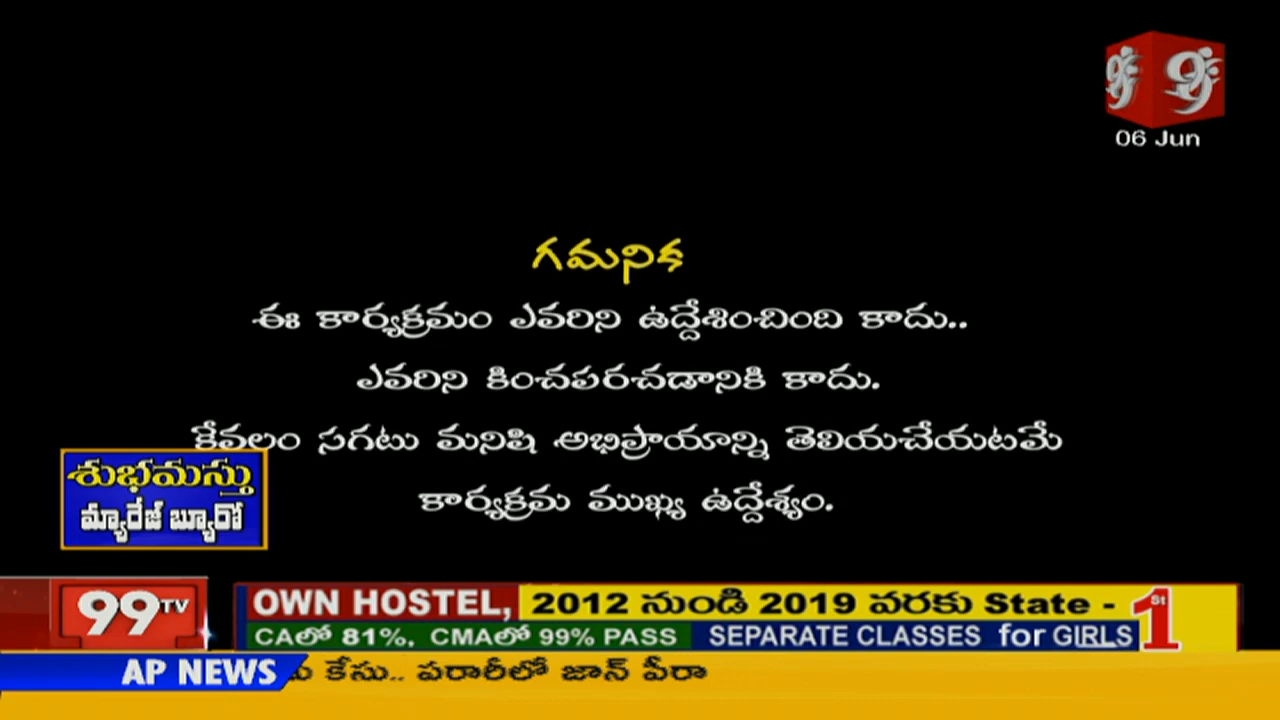 06 Jun
గమనిక
ఈ కార్యక్రమం ఎవరిని ఉద్దేశించింది కాదు..
ఎవరిని కించపరచడానికి కాదు.
కేవలం సగటు మనిషి అభిప్రాయాన్ని తెలియచేయటమే
కార్యక్రమ ముఖ్య ఉద్దేశ్యం.
శుభమస్తు
మ్యారేజ్ బ్యూరో
99TV
OWN HOSTEL, 2012 నుండి 2019 వరకు State - 1St
CAలో 81%, CMAలో 99% PASS SEPARATE CLASSES for GIRLS
AP NEWS కేసు.. పరారీలో జాన్ పీరా